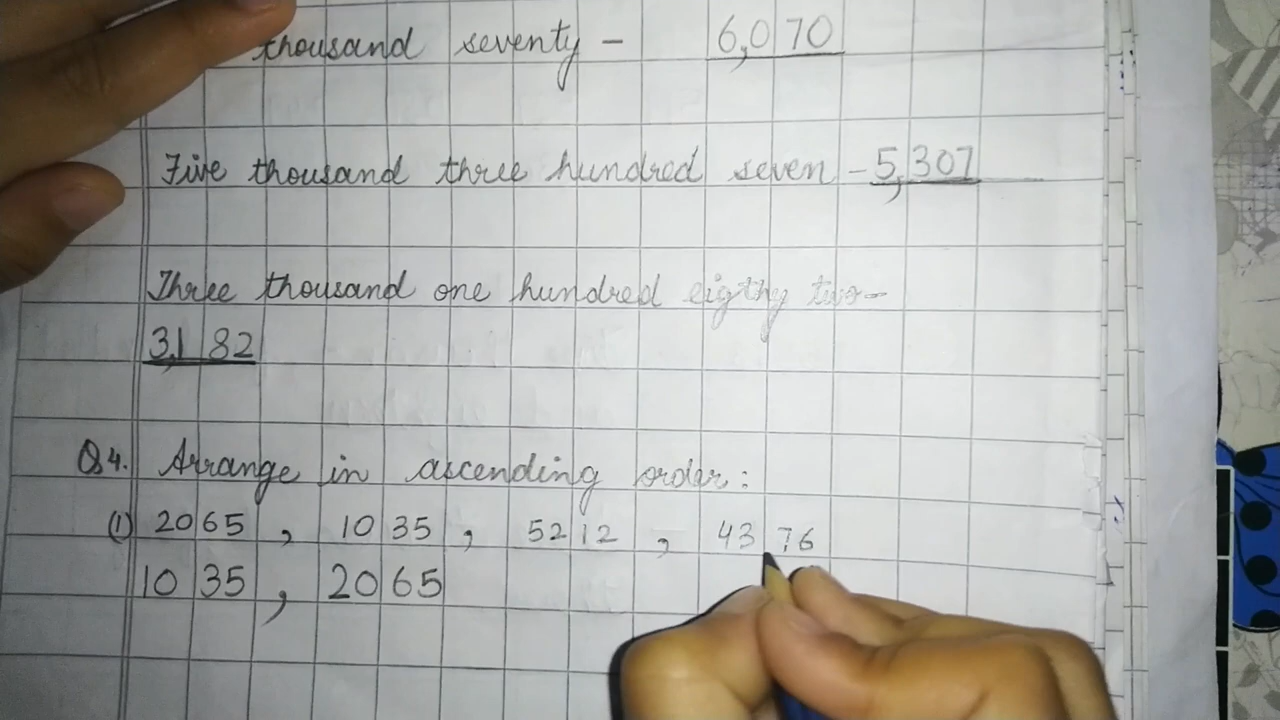 thousand seventy - 6,070
Five thousand three hundred seven - 5,307
Three thousand one hundred eigthy two-
3,182
Q4. Arrange in ascending order:
(1) 2065 , 1035 , 5212 , 4376
1035 , 2065